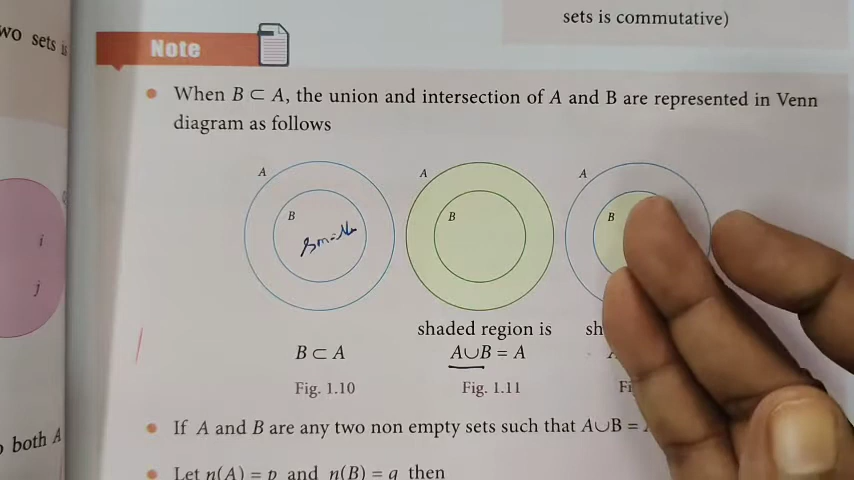 wo sets is
sets is commutative)
Note
When B ⊂ A, the union and intersection of A and B are represented in Venn
diagram as follows
A
B
A
B
A
B
i
j
shaded region is
sh
B ⊂ A
A∪B = A
Fig. 1.10
Fig. 1.11
both A
If A and B are any two non empty sets such that A∪B =
Let n(A) = p and n(B) = q then